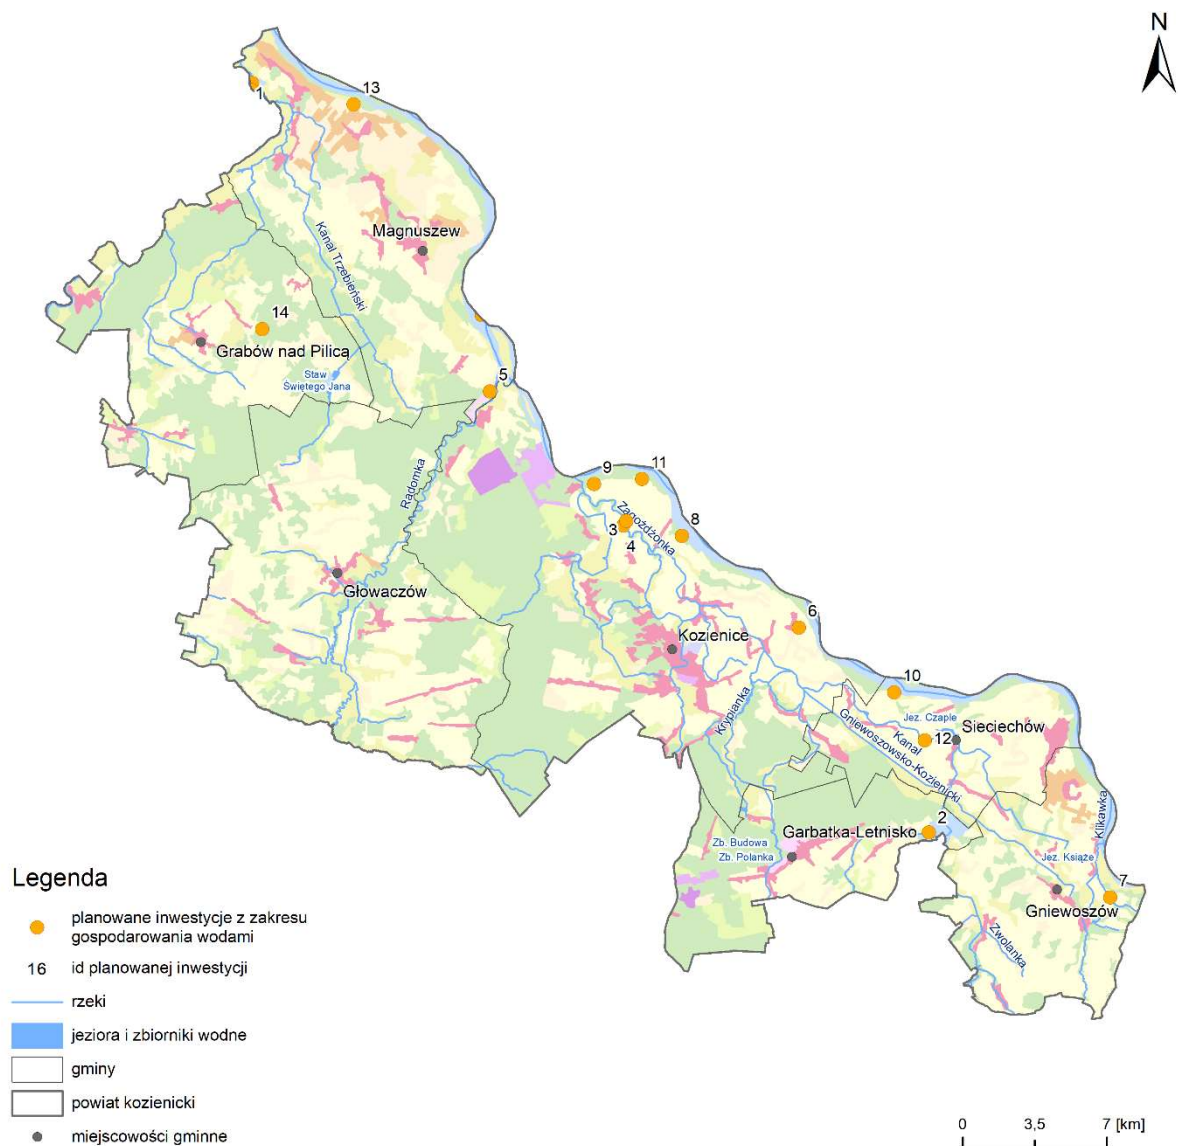 N
1
13
Magnuszew
Kanał Trzebieński
14
Grabów nad Pilicą
Staw
Świętego Jana
5
Radomka
9
11
Zagożdżonka
3
4
8
Głowaczów
6
Kozienice
Kryplanka
10
Jez. Czaple
Sieciechów
12
Kanał
Gniewoszowsko-Kozienicki
2
Garbatka-Letnisko
Zb. Budowa
Zb. Polanka
Klikawka
Jez. Książe
7
Gniewoszów
Zwolanka
Legenda
planowane inwestycje z zakresu
gospodarowania wodami
16 id planowanej inwestycji
rzeki
jeziora i zbiorniki wodne
gminy
powiat kozienicki
miejscowości gminne
0 3,5 7 [km]